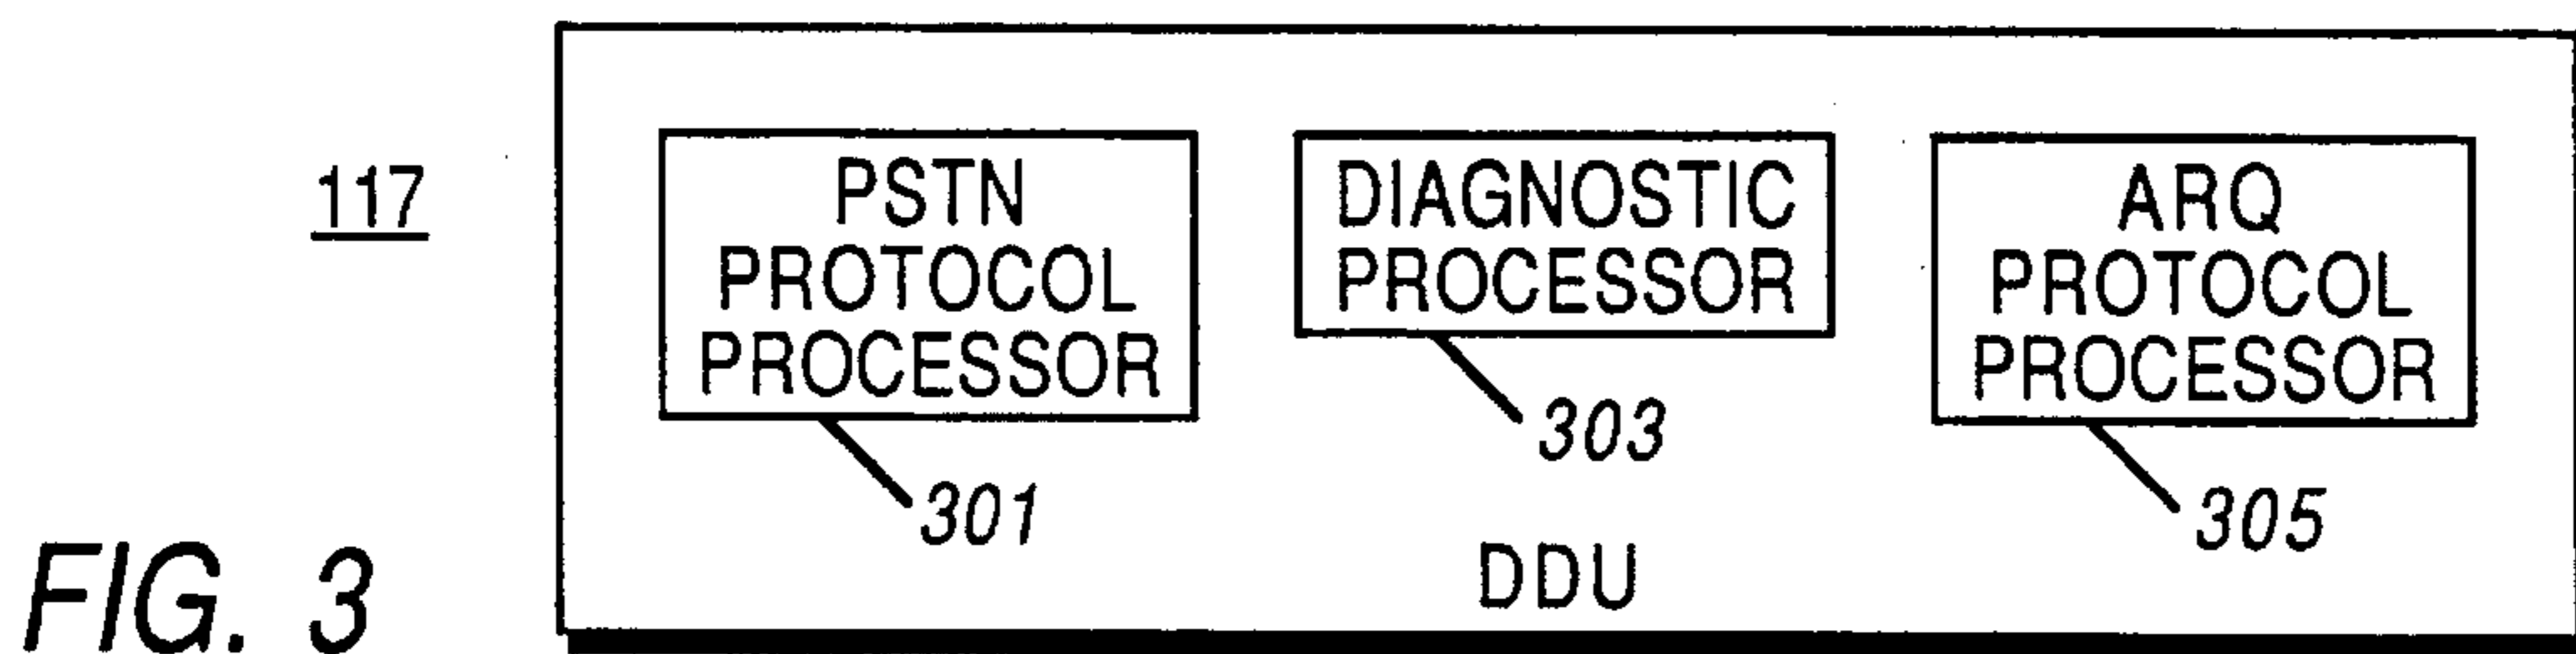 117
PSTN
PROTOCOL
PROCESSOR
301
DIAGNOSTIC
PROCESSOR
303
ARQ
PROTOCOL
PROCESSOR
305
DDU
FIG. 3